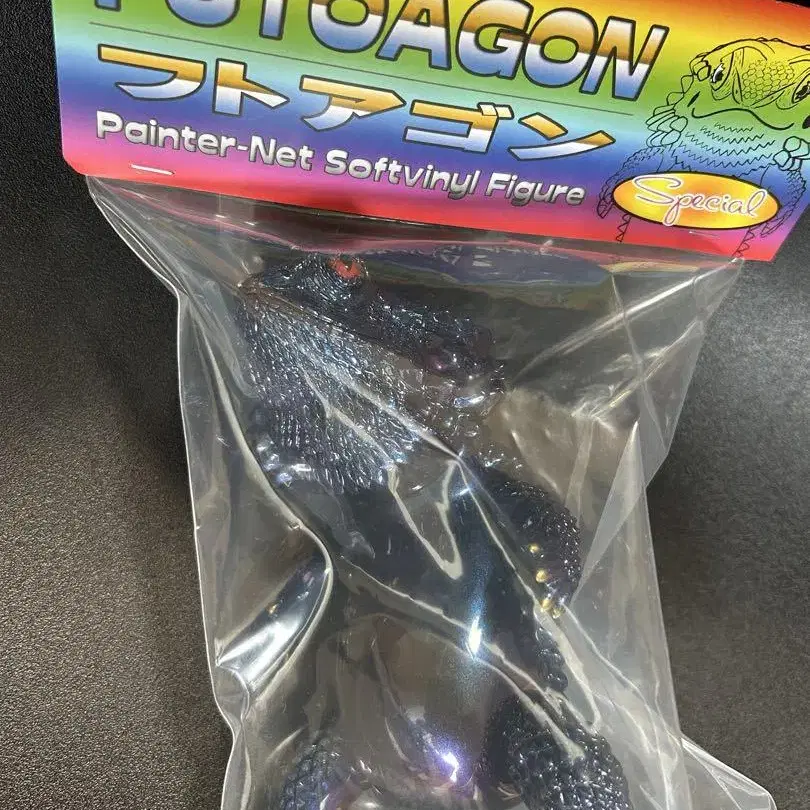 FUTOAGON
フトアゴン
Painter-Net Softvinyl Figure
Special